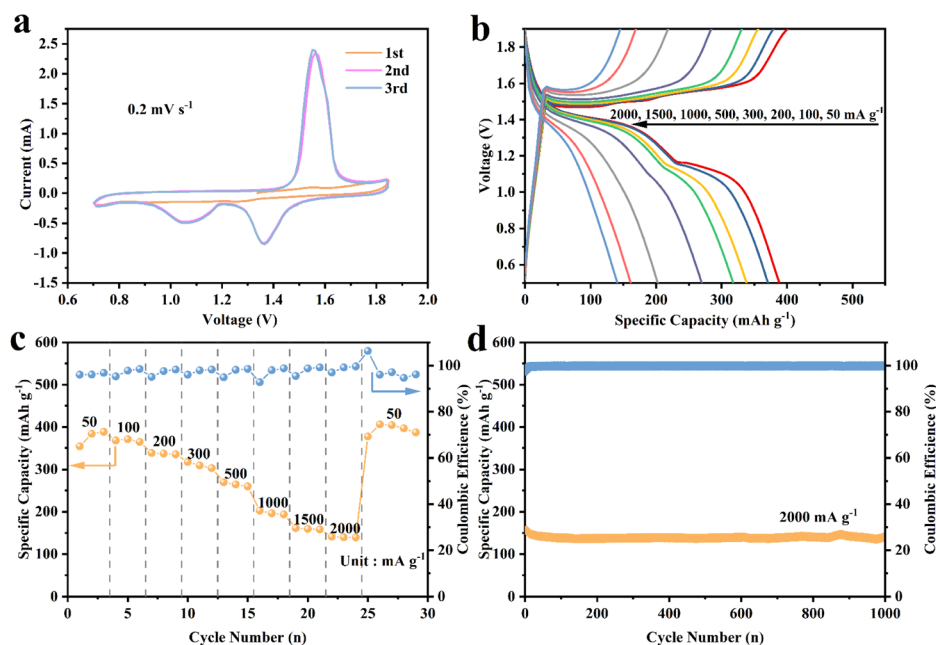 a
2.5
2.0
1.5
1.0
0.5
0.0
-0.5
-1.0
-1.5
Current (mA)
0.2 mV s⁻¹
1st
2nd
3rd
0.6 0.8 1.0 1.2 1.4 1.6 1.8 2.0
Voltage (V)
b
1.8
1.6
1.4
1.2
1.0
0.8
0.6
Voltage (V)
2000, 1500, 1000, 500, 300, 200, 100, 50 mA g⁻¹
0 100 200 300 400 500
Specific Capacity (mAh g⁻¹)
c
600
500
400
300
200
100
0
Specific Capacity (mAh g⁻¹)
50
100
200
300
500
1000
1500
2000
50
Unit : mA g⁻¹
100
80
60
40
20
0
Coulombic Efficience (%)
0 5 10 15 20 25 30
Cycle Number (n)
d
600
500
400
300
200
100
0
Specific Capacity (mAh g⁻¹)
2000 mA g⁻¹
100
80
60
40
20
0
Coulombic Efficience (%)
0 200 400 600 800 1000
Cycle Number (n)